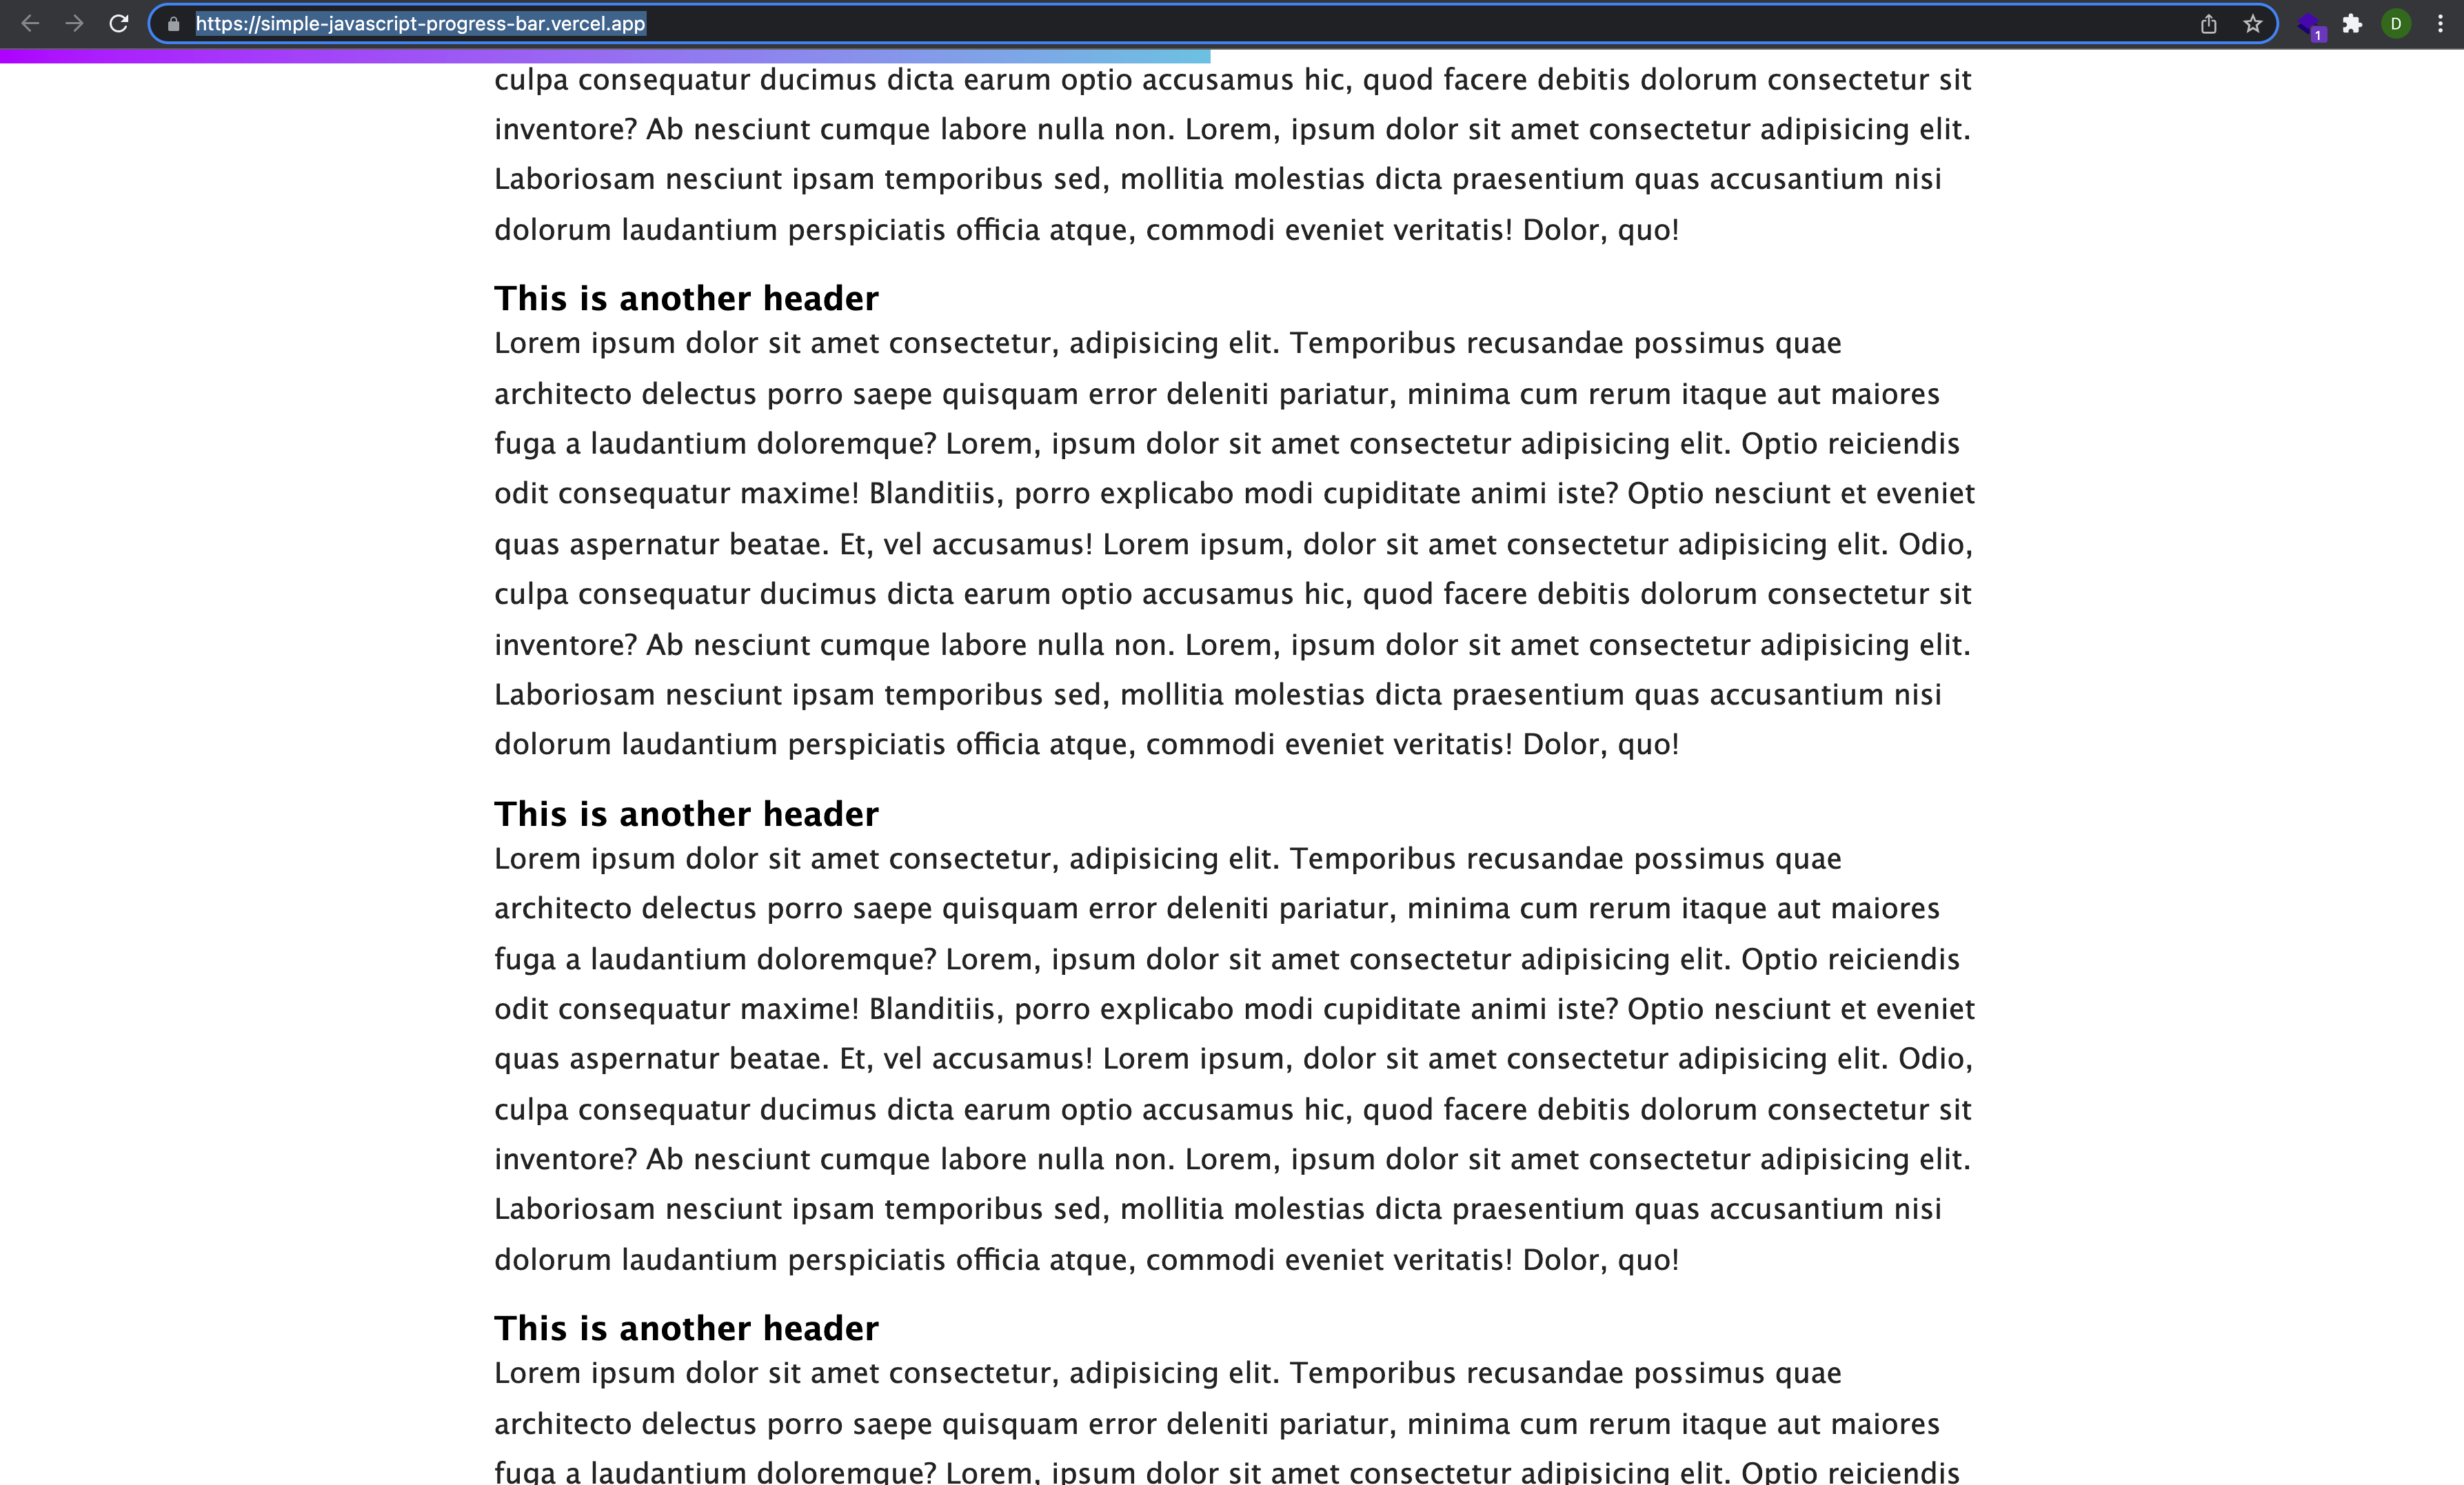 https://simple-javascript-progress-bar.vercel.app
1
D
culpa consequatur ducimus dicta earum optio accusamus hic, quod facere debitis dolorum consectetur sit
inventore? Ab nesciunt cumque labore nulla non. Lorem, ipsum dolor sit amet consectetur adipisicing elit.
Laboriosam nesciunt ipsam temporibus sed, mollitia molestias dicta praesentium quas accusantium nisi
dolorum laudantium perspiciatis officia atque, commodi eveniet veritatis! Dolor, quo!
This is another header
Lorem ipsum dolor sit amet consectetur, adipisicing elit. Temporibus recusandae possimus quae
architecto delectus porro saepe quisquam error deleniti pariatur, minima cum rerum itaque aut maiores
fuga a laudantium doloremque? Lorem, ipsum dolor sit amet consectetur adipisicing elit. Optio reiciendis
odit consequatur maxime! Blanditiis, porro explicabo modi cupiditate animi iste? Optio nesciunt et eveniet
quas aspernatur beatae. Et, vel accusamus! Lorem ipsum, dolor sit amet consectetur adipisicing elit. Odio,
culpa consequatur ducimus dicta earum optio accusamus hic, quod facere debitis dolorum consectetur sit
inventore? Ab nesciunt cumque labore nulla non. Lorem, ipsum dolor sit amet consectetur adipisicing elit.
Laboriosam nesciunt ipsam temporibus sed, mollitia molestias dicta praesentium quas accusantium nisi
dolorum laudantium perspiciatis officia atque, commodi eveniet veritatis! Dolor, quo!
This is another header
Lorem ipsum dolor sit amet consectetur, adipisicing elit. Temporibus recusandae possimus quae
architecto delectus porro saepe quisquam error deleniti pariatur, minima cum rerum itaque aut maiores
fuga a laudantium doloremque? Lorem, ipsum dolor sit amet consectetur adipisicing elit. Optio reiciendis
odit consequatur maxime! Blanditiis, porro explicabo modi cupiditate animi iste? Optio nesciunt et eveniet
quas aspernatur beatae. Et, vel accusamus! Lorem ipsum, dolor sit amet consectetur adipisicing elit. Odio,
culpa consequatur ducimus dicta earum optio accusamus hic, quod facere debitis dolorum consectetur sit
inventore? Ab nesciunt cumque labore nulla non. Lorem, ipsum dolor sit amet consectetur adipisicing elit.
Laboriosam nesciunt ipsam temporibus sed, mollitia molestias dicta praesentium quas accusantium nisi
dolorum laudantium perspiciatis officia atque, commodi eveniet veritatis! Dolor, quo!
This is another header
Lorem ipsum dolor sit amet consectetur, adipisicing elit. Temporibus recusandae possimus quae
architecto delectus porro saepe quisquam error deleniti pariatur, minima cum rerum itaque aut maiores
fuga a laudantium doloremque? Lorem, ipsum dolor sit amet consectetur adipisicing elit. Optio reiciendis